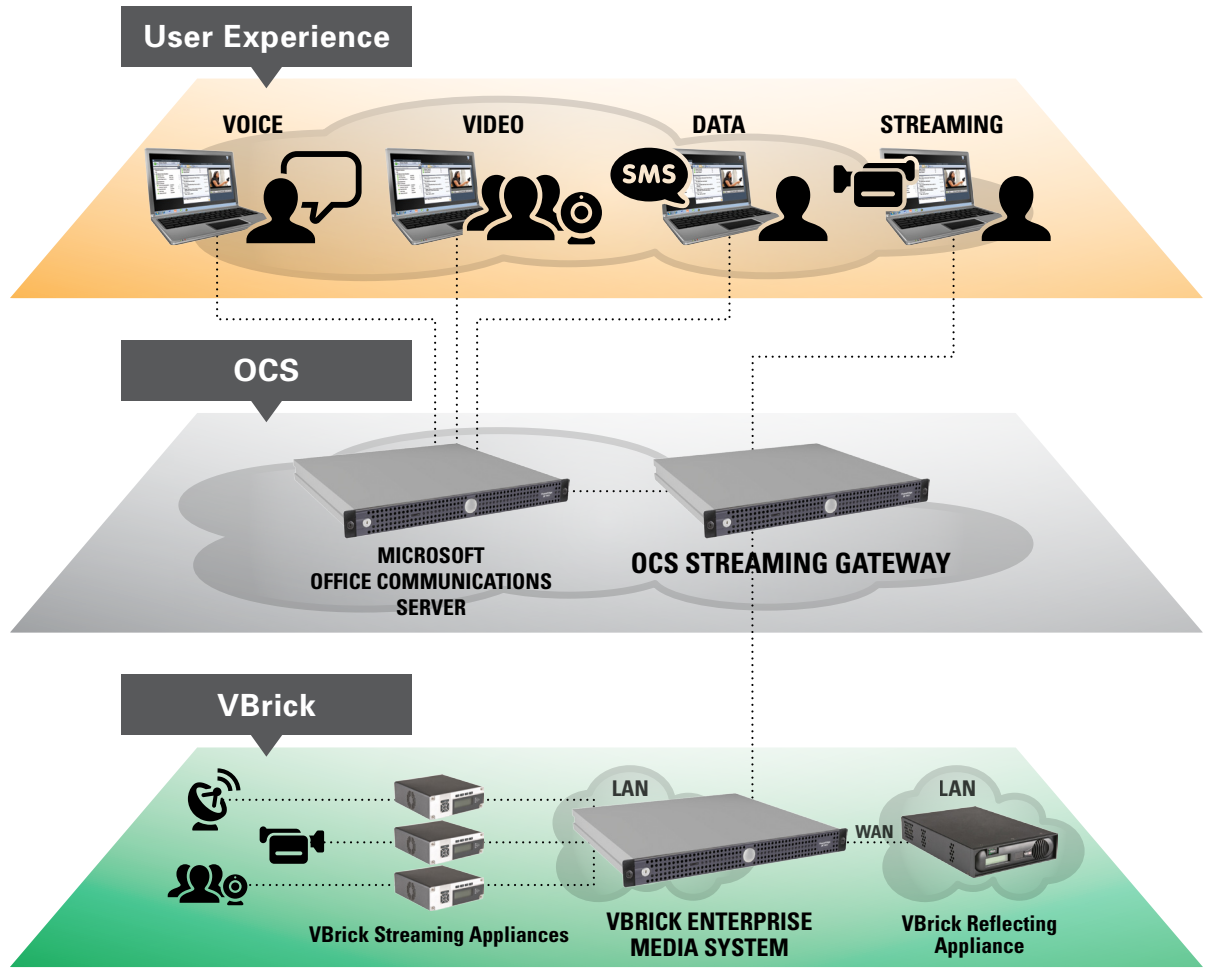 User Experience
VOICE
VIDEO
DATA
STREAMING
SMS
OCS
MICROSOFT
OFFICE COMMUNICATIONS
SERVER
OCS STREAMING GATEWAY
VBrick
LAN
LAN
WAN
VBrick Streaming Appliances
VBRICK ENTERPRISE
MEDIA SYSTEM
VBrick Reflecting
Appliance